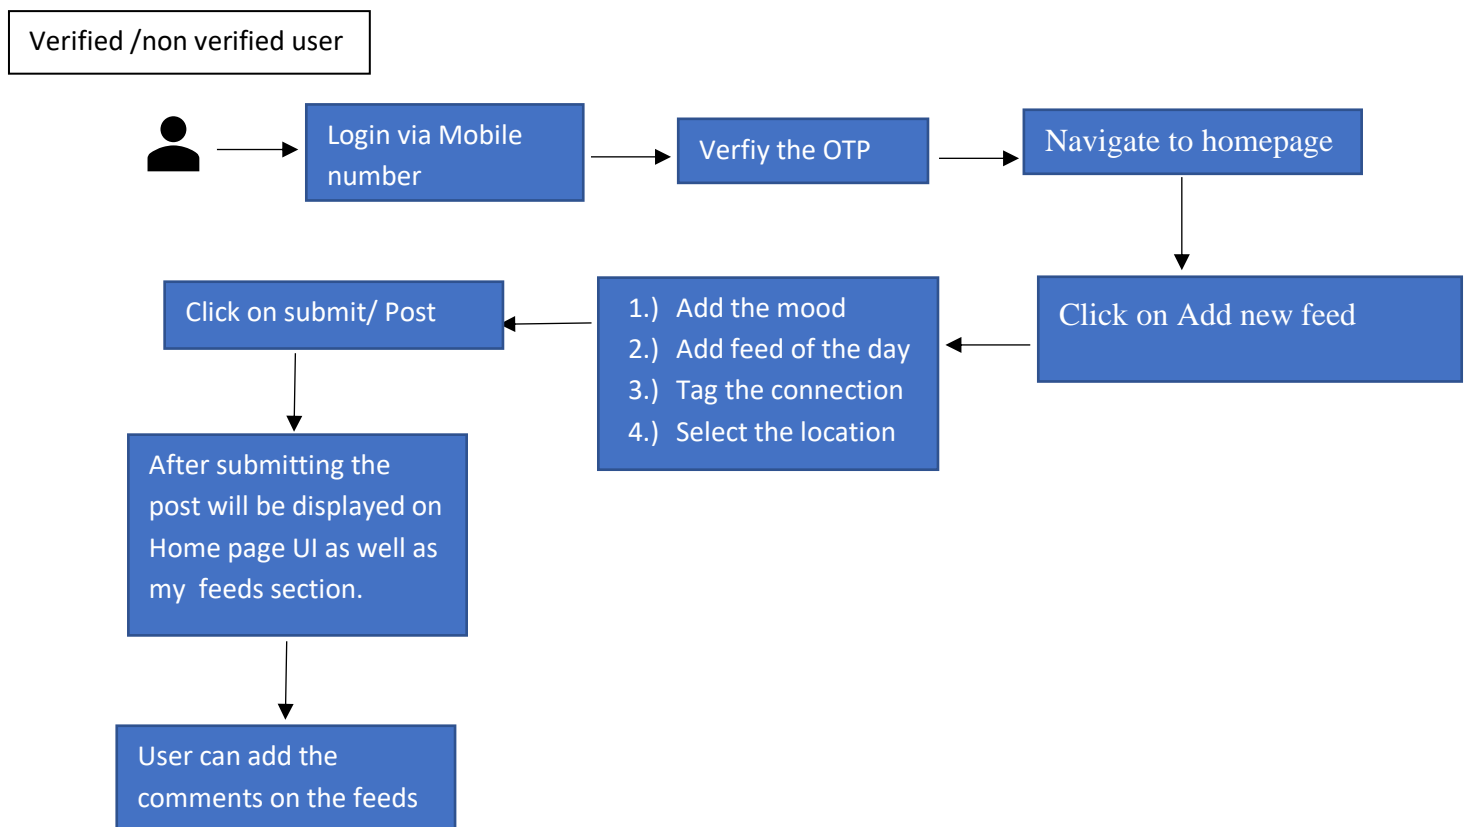 Verified /non verified user
Login via Mobile
number
Verfiy the OTP
Navigate to homepage
Click on Add new feed
1.) Add the mood
2.) Add feed of the day
3.) Tag the connection
4.) Select the location
Click on submit/ Post
After submitting the
post will be displayed on
Home page UI as well as
my  feeds section.
User can add the
comments on the feeds